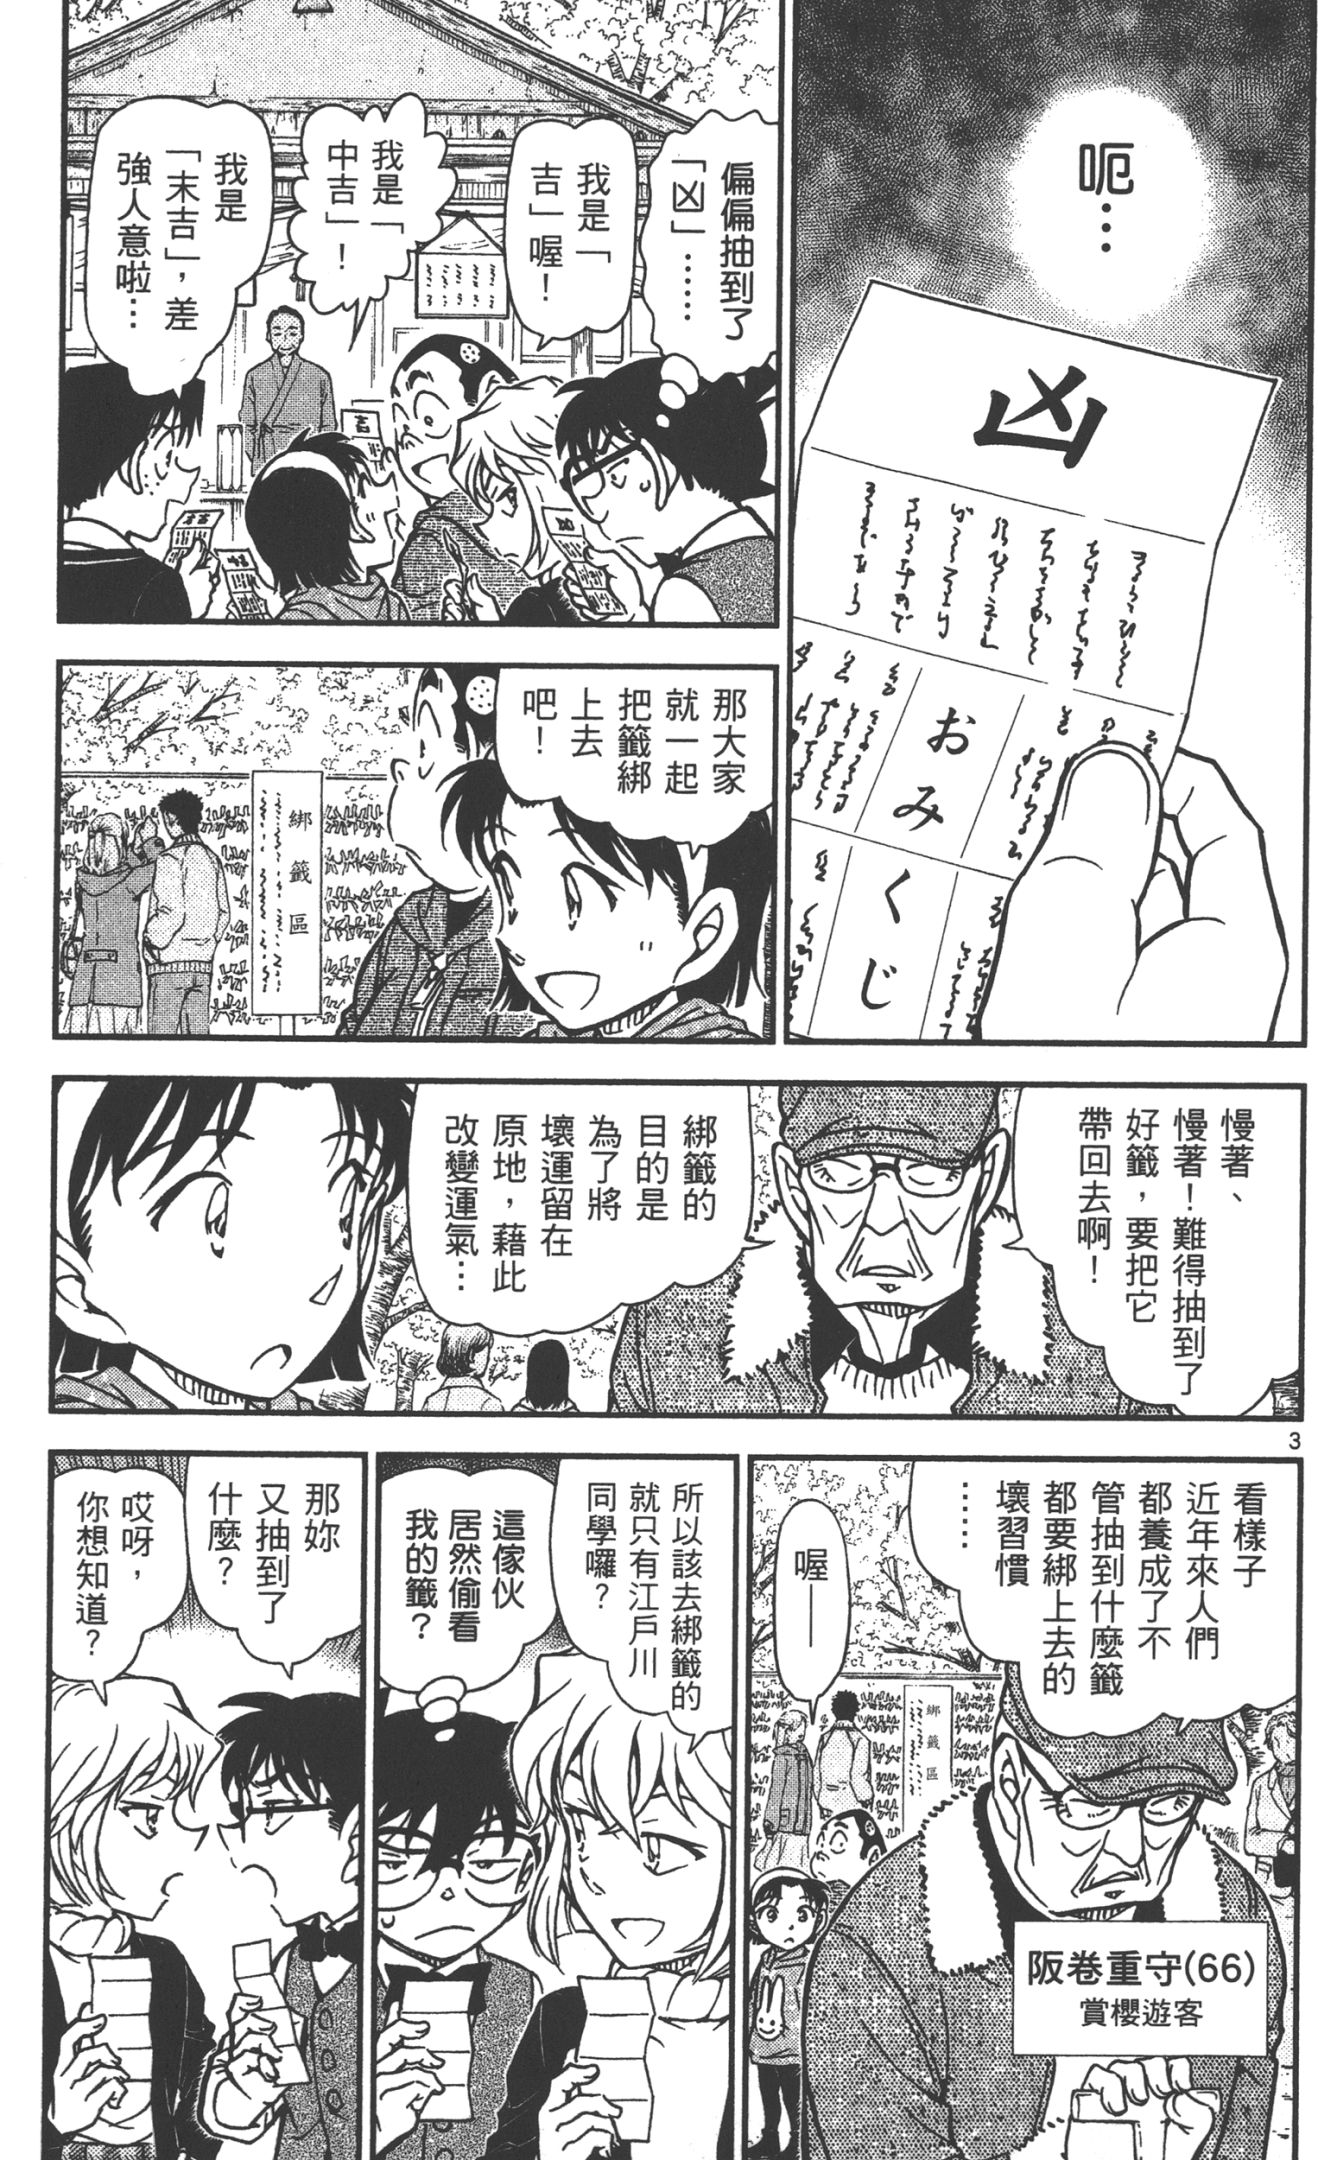 呃…
凶
おみくじ
偏偏抽到了
「凶」……
我是「
吉」喔！
我是「
中吉」！
我是
「末吉」，差
強人意啦…
吉
凶
那大家
就一起
把籤綁
上去
吧！
綁籤區
慢著、
慢著！難得抽到了
好籤，要把它
帶回去啊！
綁籤的
目的是
為了將
壞運留在
原地，藉此
改變運氣…
3
看樣子
近年來人們
都養成了不
管抽到什麼籤
都要綁上去的
壞習慣
……
喔——
綁籤區
阪卷重守(66)
賞櫻遊客
所以該去綁籤的
就只有江戶川
同學囉？
這傢伙
居然偷看
我的籤？
那妳
又抽到了
什麼？
哎呀，
你想知道？